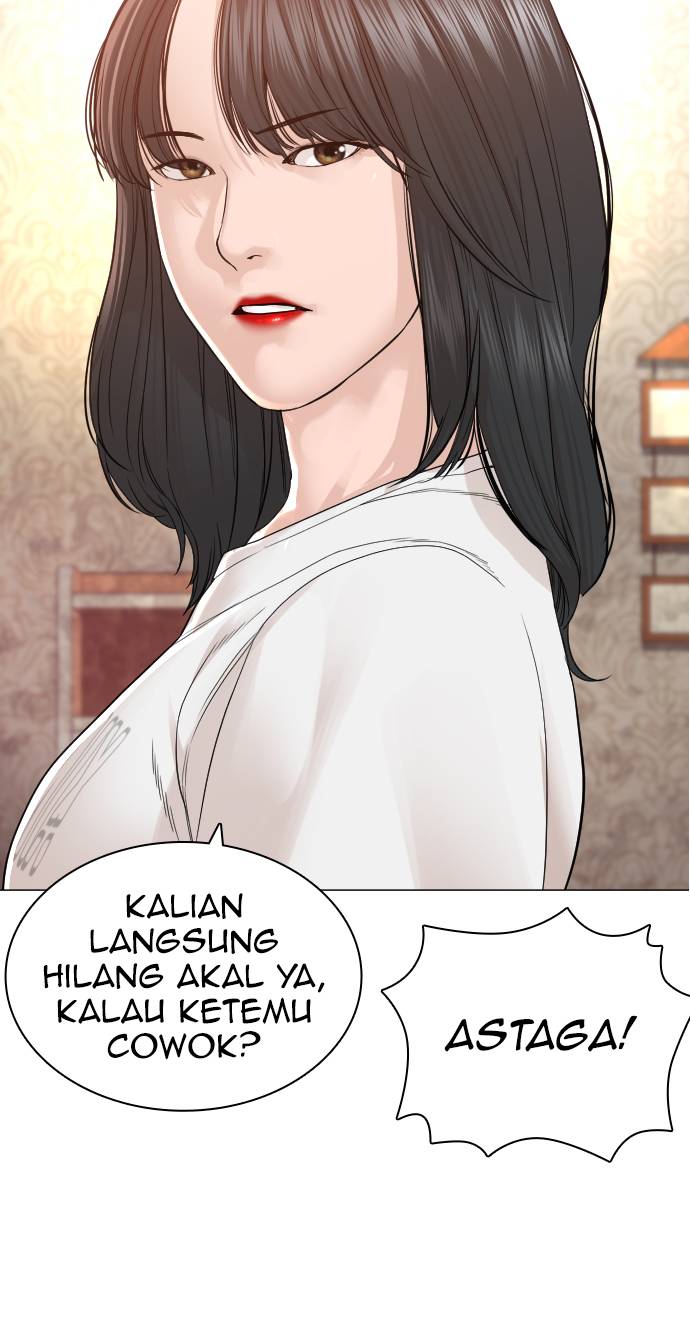 KALIAN
LANGSUNG
HILANG AKAL YA,
KALAU KETEMU
COWOK?
ASTAGA!